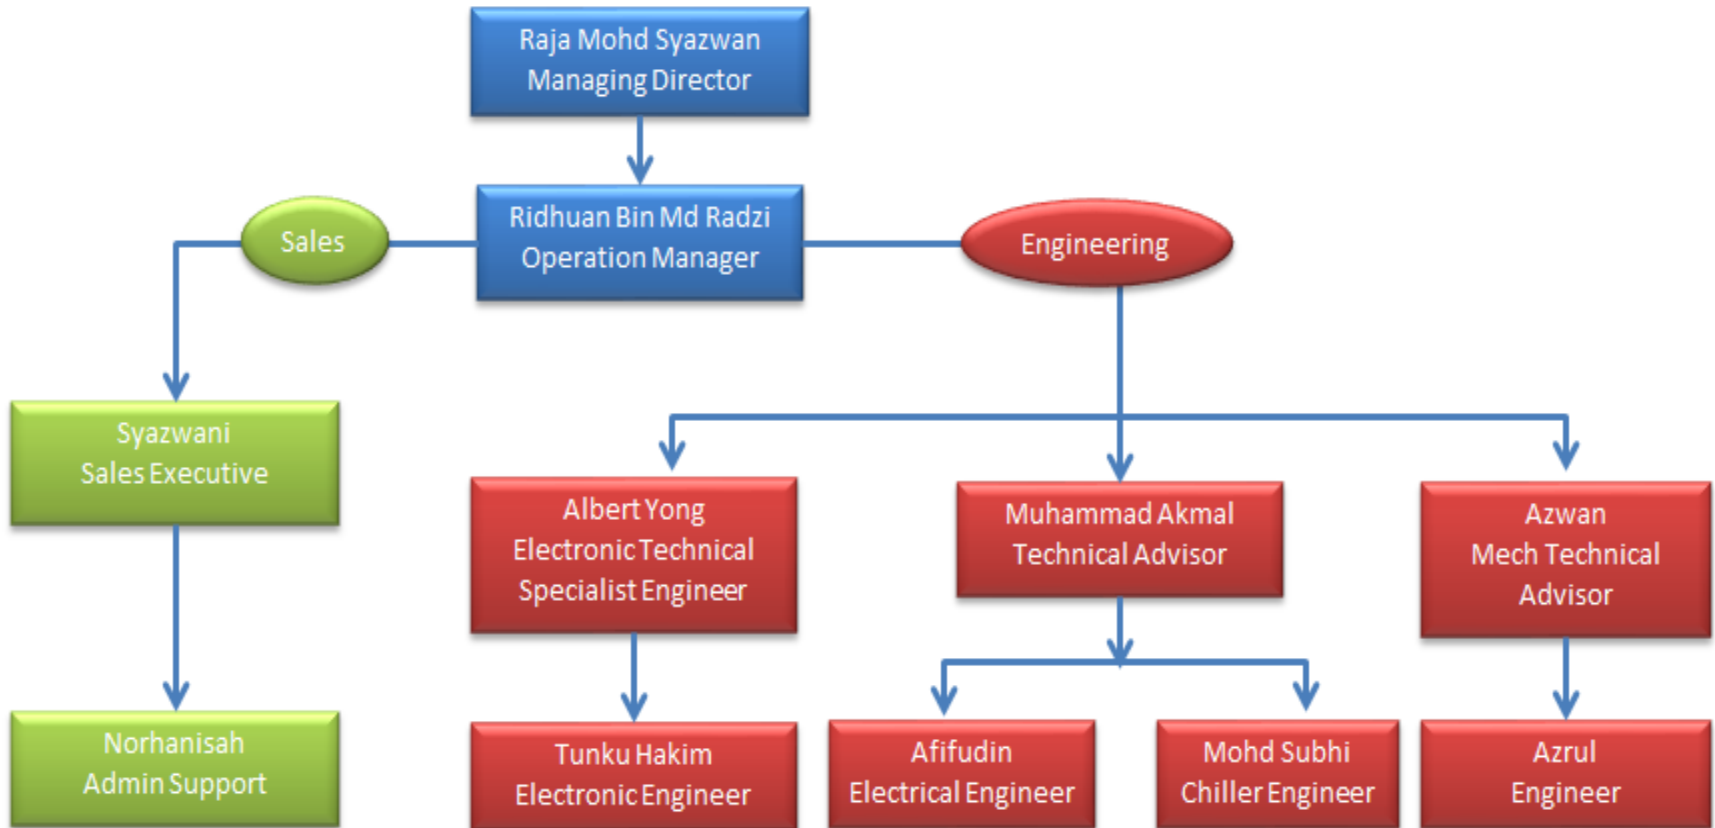 Raja Mohd Syazwan
Managing Director
Ridhuan Bin Md Radzi
Operation Manager
Sales
Engineering
Syazwani
Sales Executive
Albert Yong
Electronic Technical
Specialist Engineer
Muhammad Akmal
Technical Advisor
Azwan
Mech Technical
Advisor
Norhanisah
Admin Support
Tunku Hakim
Electronic Engineer
Afifudin
Electrical Engineer
Mohd Subhi
Chiller Engineer
Azrul
Engineer